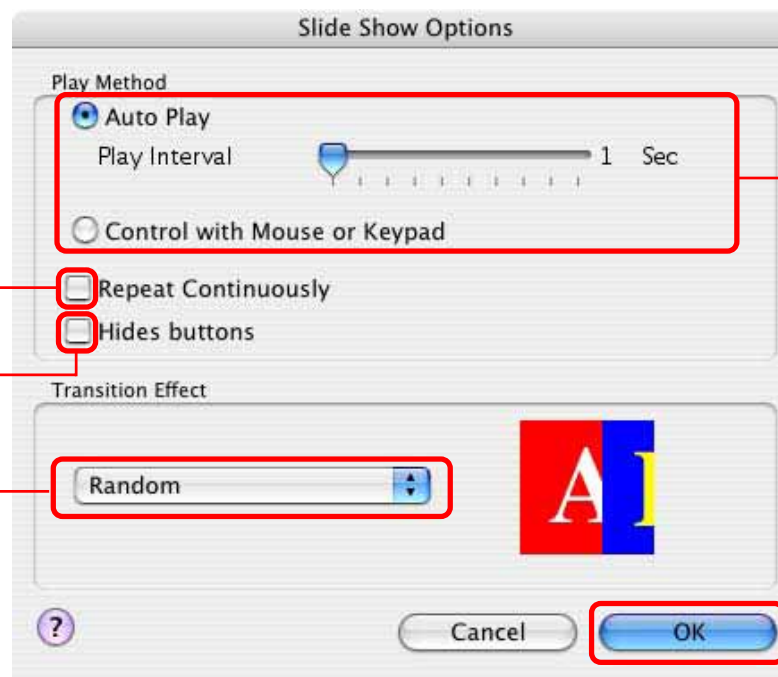 Slide Show Options
Play Method
Auto Play
Play Interval 1 Sec
Control with Mouse or Keypad
Repeat Continuously
Hides buttons
Transition Effect
Random
A
? Cancel OK